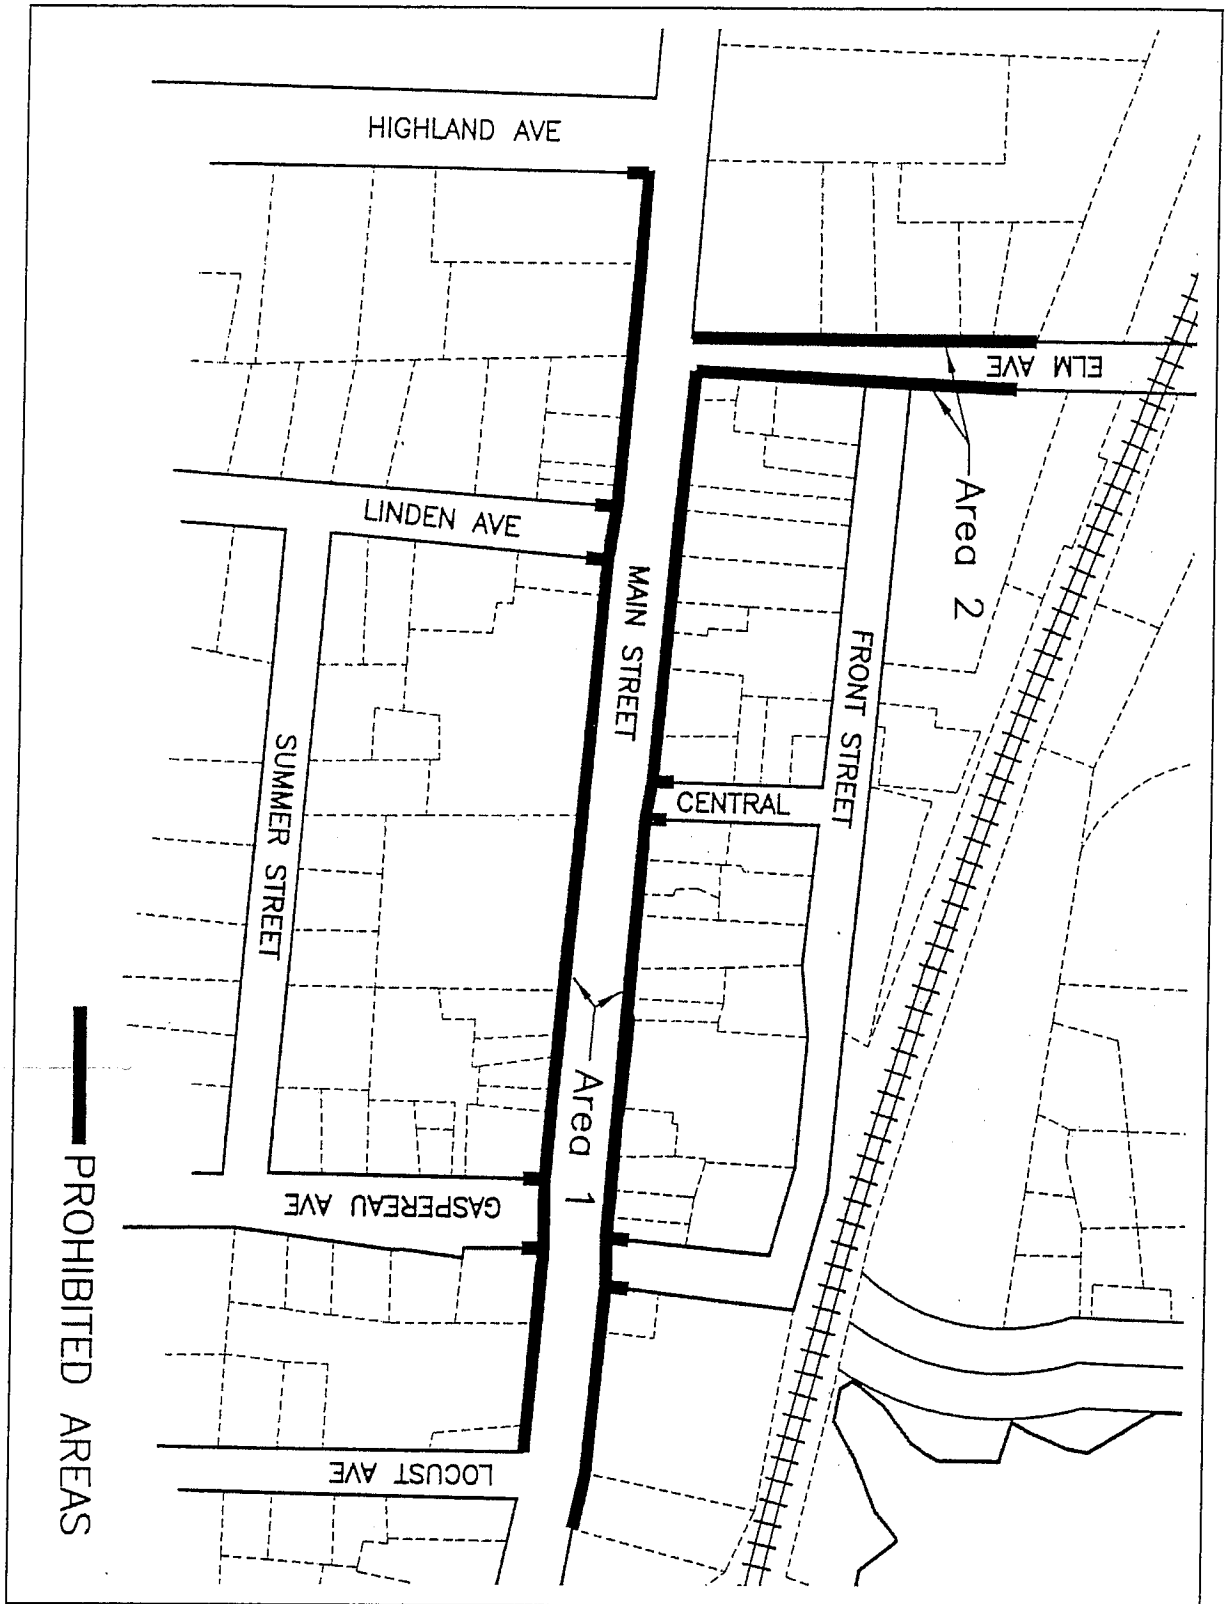 HIGHLAND AVE
ELM AVE
Area 2
LINDEN AVE
MAIN STREET
FRONT STREET
SUMMER STREET
CENTRAL
Area 1
GASPEREAU AVE
LOCUST AVE
PROHIBITED AREAS